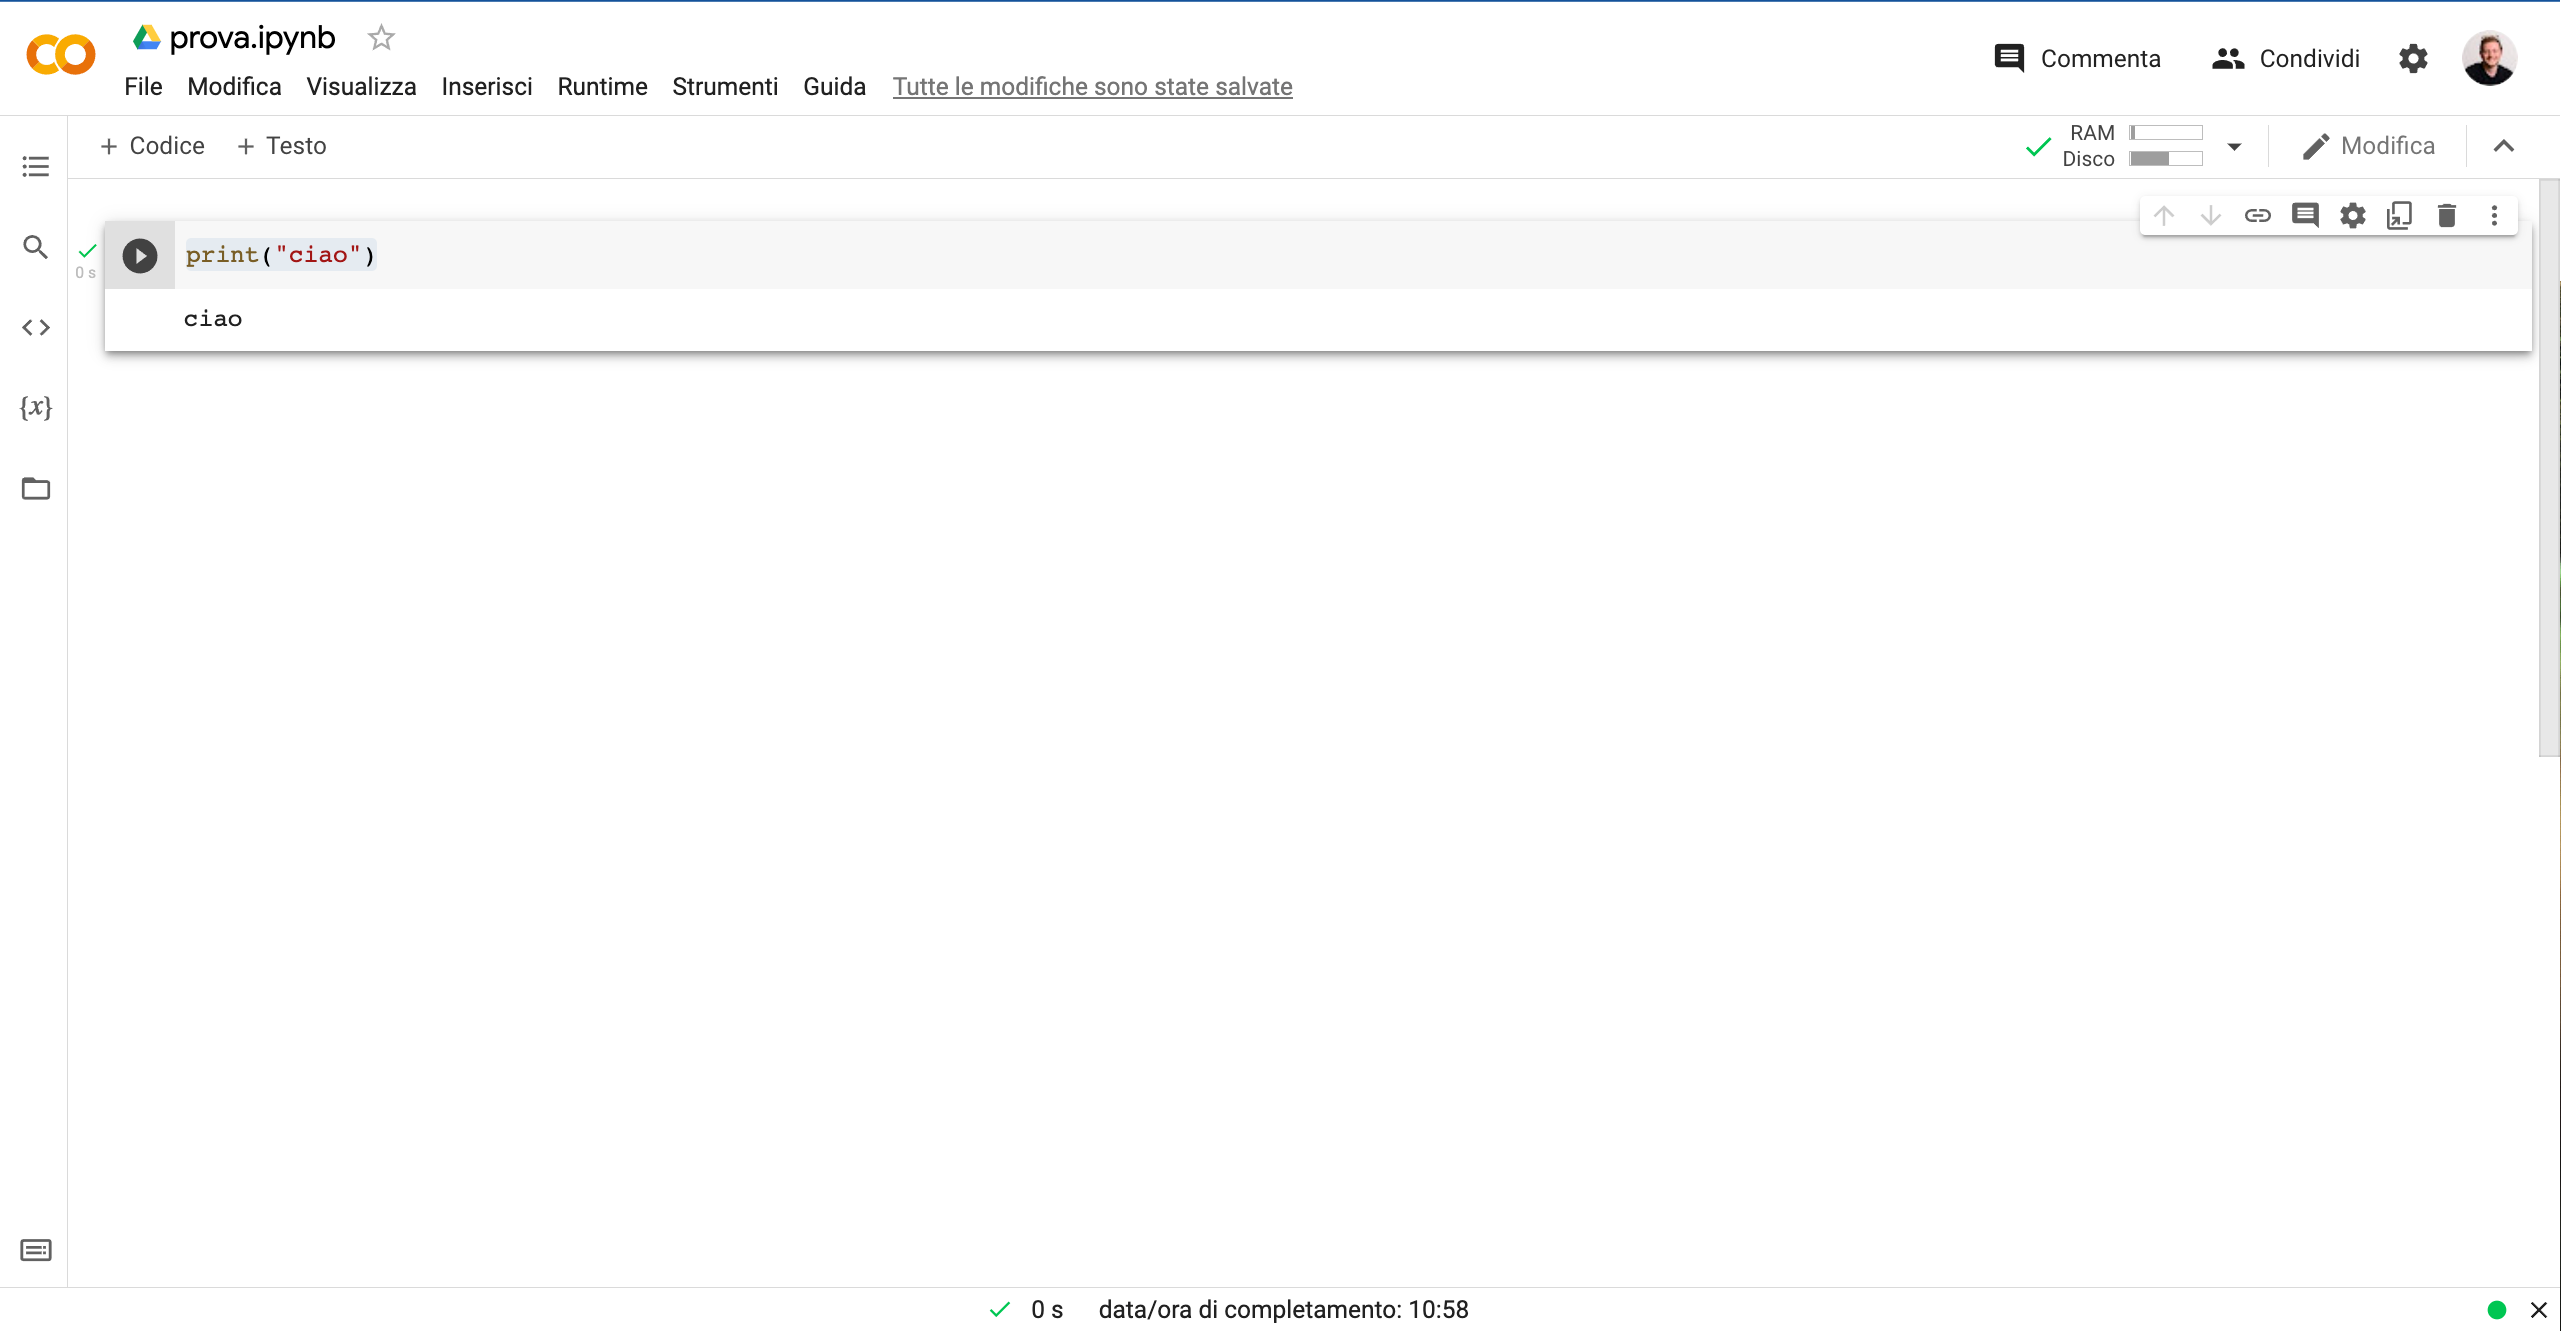 prova.ipynb
File Modifica Visualizza Inserisci Runtime Strumenti Guida Tutte le modifiche sono state salvate
Commenta Condividi
+ Codice + Testo
RAM
Disco
Modifica
0 s
print("ciao")
ciao
{x}
0 s data/ora di completamento: 10:58